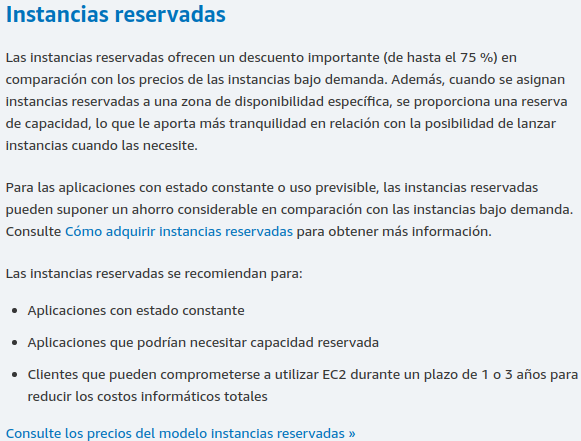 Instancias reservadas
Las instancias reservadas ofrecen un descuento importante (de hasta el 75 %) en
comparación con los precios de las instancias bajo demanda. Además, cuando se asignan
instancias reservadas a una zona de disponibilidad específica, se proporciona una reserva
de capacidad, lo que le aporta más tranquilidad en relación con la posibilidad de lanzar
instancias cuando las necesite.
Para las aplicaciones con estado constante o uso previsible, las instancias reservadas
pueden suponer un ahorro considerable en comparación con las instancias bajo demanda.
Consulte Cómo adquirir instancias reservadas para obtener más información.
Las instancias reservadas se recomiendan para:
• Aplicaciones con estado constante
• Aplicaciones que podrían necesitar capacidad reservada
• Clientes que pueden comprometerse a utilizar EC2 durante un plazo de 1 o 3 años para
reducir los costos informáticos totales
Consulte los precios del modelo instancias reservadas »